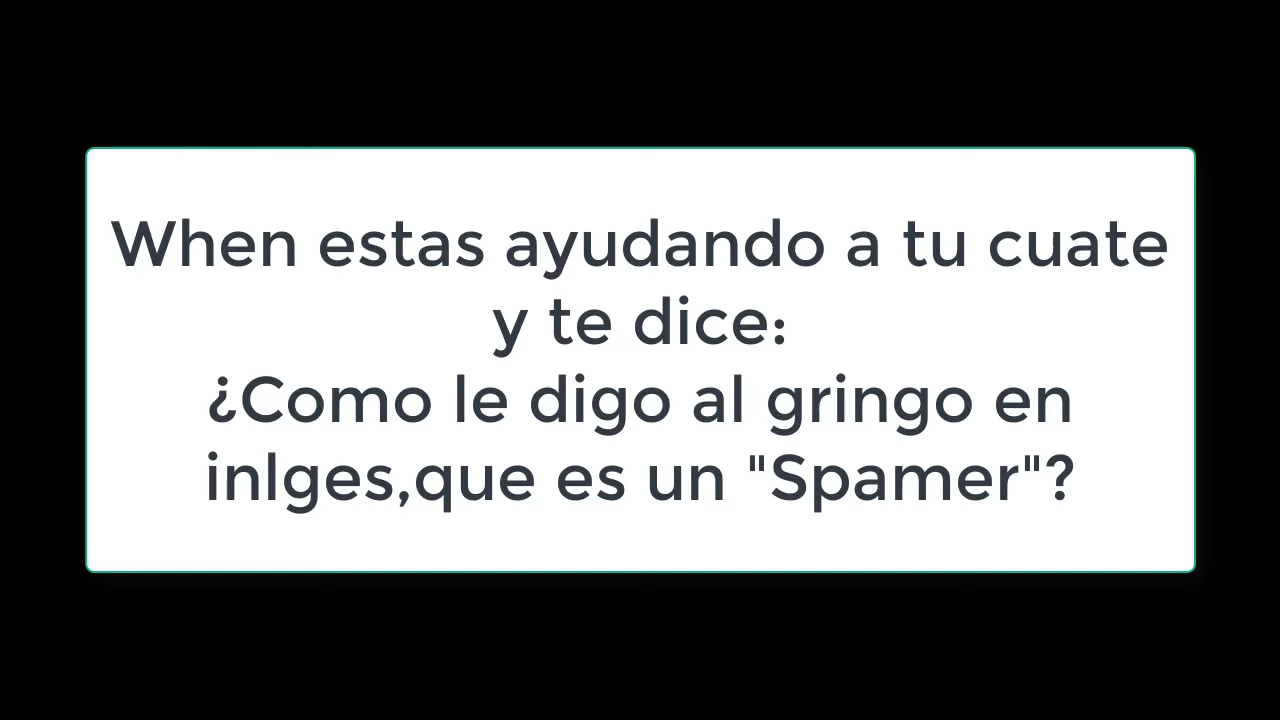 When estas ayudando a tu cuate
y te dice:
¿Como le digo al gringo en
inlges,que es un "Spamer"?